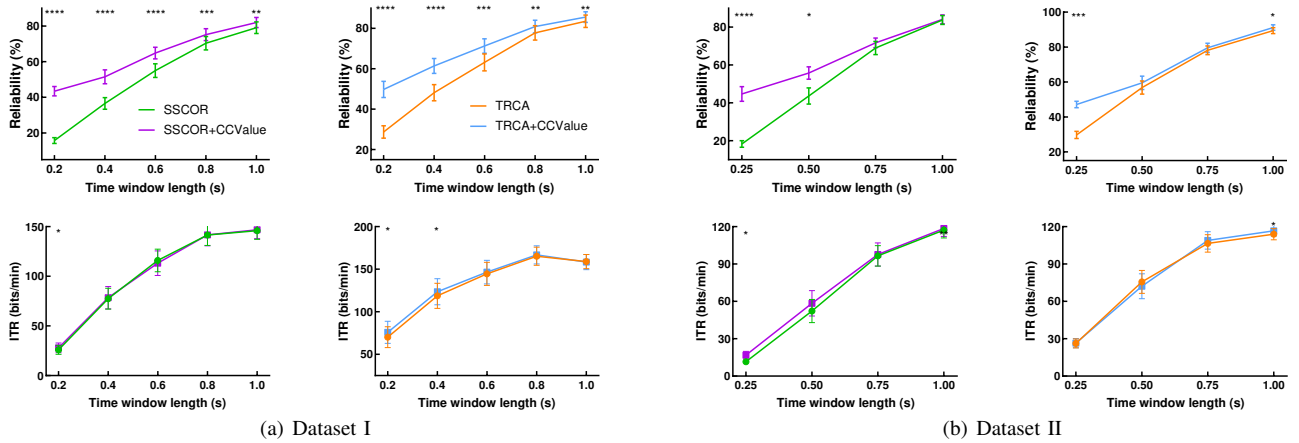 **** **** **** *** **
Reliability (%)
80
60
40
20
SSCOR
SSCOR+CCValue
0.2 0.4 0.6 0.8 1.0
Time window length (s)
**** **** *** ** **
Reliability (%)
80
60
40
20
TRCA
TRCA+CCValue
0.2 0.4 0.6 0.8 1.0
Time window length (s)
**** *
Reliability (%)
80
60
40
20
0.25 0.50 0.75 1.00
Time window length (s)
*** *
Reliability (%)
100
80
60
40
20
0.25 0.50 0.75 1.00
Time window length (s)
*
ITR (bits/min)
150
100
50
0
0.2 0.4 0.6 0.8 1.0
Time window length (s)
* *
ITR (bits/min)
200
150
100
50
0.2 0.4 0.6 0.8 1.0
Time window length (s)
* **
ITR (bits/min)
120
90
60
30
0
0.25 0.50 0.75 1.00
Time window length (s)
*
ITR (bits/min)
120
90
60
30
0
0.25 0.50 0.75 1.00
Time window length (s)
(a) Dataset I
(b) Dataset II